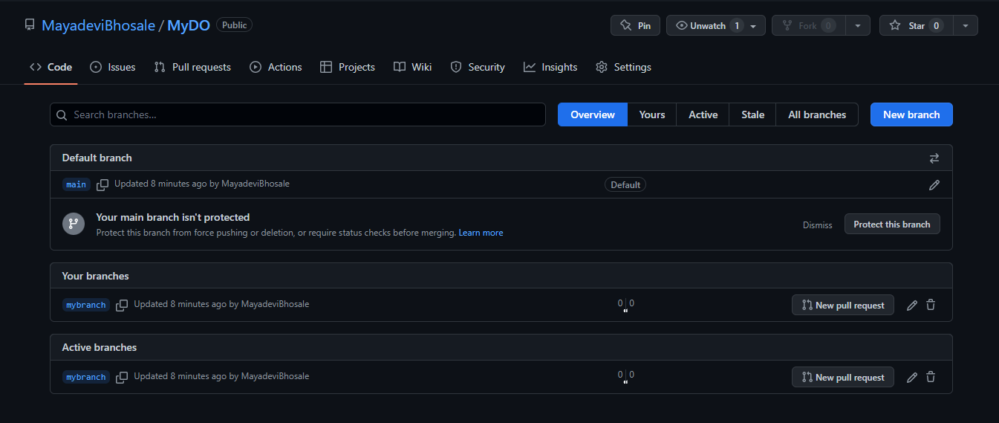 MayadeviBhosale / MyDO Public Pin Unwatch 1 Fork 0 Star 0
Code Issues Pull requests Actions Projects Wiki Security Insights Settings
Search branches... Overview Yours Active Stale All branches New branch
Default branch
main Updated 8 minutes ago by MayadeviBhosale Default
Your main branch isn't protected
Protect this branch from force pushing or deletion, or require status checks before merging. Learn more
Dismiss Protect this branch
Your branches
mybranch Updated 8 minutes ago by MayadeviBhosale 0 0 New pull request
Active branches
mybranch Updated 8 minutes ago by MayadeviBhosale 0 0 New pull request